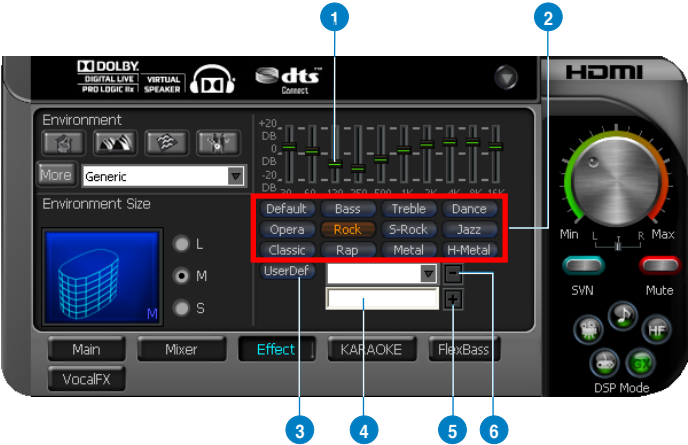 1 2
DOLBY
DIGITAL LIVE
PRO LOGIC IIx
VIRTUAL
SPEAKER
dts
Connect
HDMI
Environment
More Generic
Environment Size
L
M
S
M
+20
DB
0
DB
-20
DB 30 60 120 250 500 1K 2K 4K 8K 16K
Default Bass Treble Dance
Opera Rock S-Rock Jazz
Classic Rap Metal H-Metal
UserDef
Min L T R Max
SVN Mute
HF
GX
DSP Mode
Main Mixer Effect KARAOKE FlexBass
VocalFX
3 4 5 6